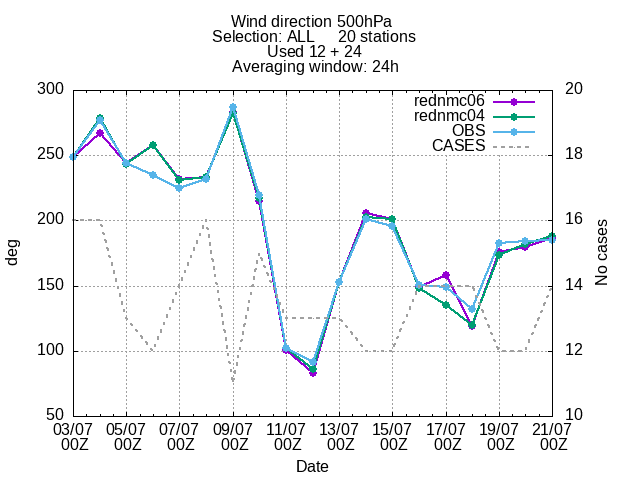 Wind direction 500hPa
Selection: ALL 20 stations
Used 12 + 24
Averaging window: 24h
rednmc06
rednmc04
OBS
CASES
300
250
200
150
100
50
deg
20
18
16
14
12
10
No cases
03/07 05/07 07/07 09/07 11/07 13/07 15/07 17/07 19/07 21/07
00Z 00Z 00Z 00Z 00Z 00Z 00Z 00Z 00Z 00Z
Date